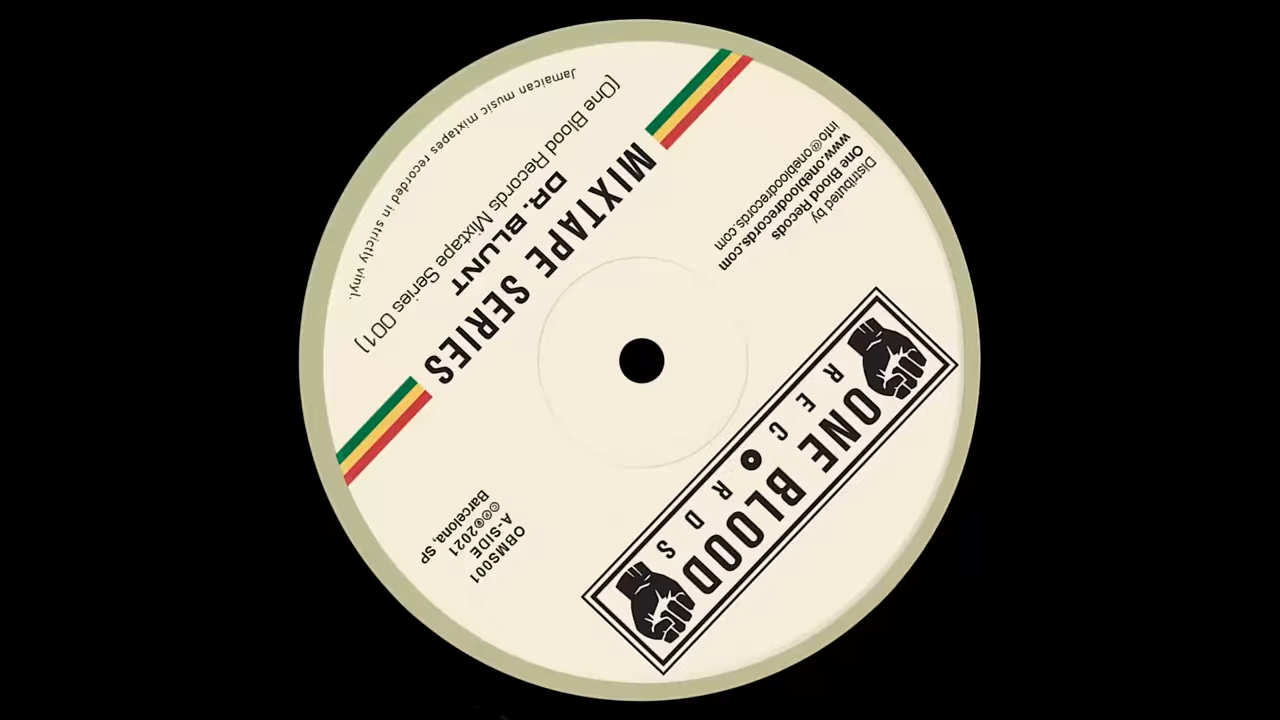 ONE BLOOD
RECORDS
OBMS001
A-SIDE
©℗®2021
Barcelona, SP
Distributed by
One Blood Recods
www.onebloodrecords.com
info@onebloodrecords.com
MIXTAPE SERIES
DR. BLUNT
[One Blood Records Mixtape Series 001]
Jamaican music mixtapes recorded in strictly vinyl.